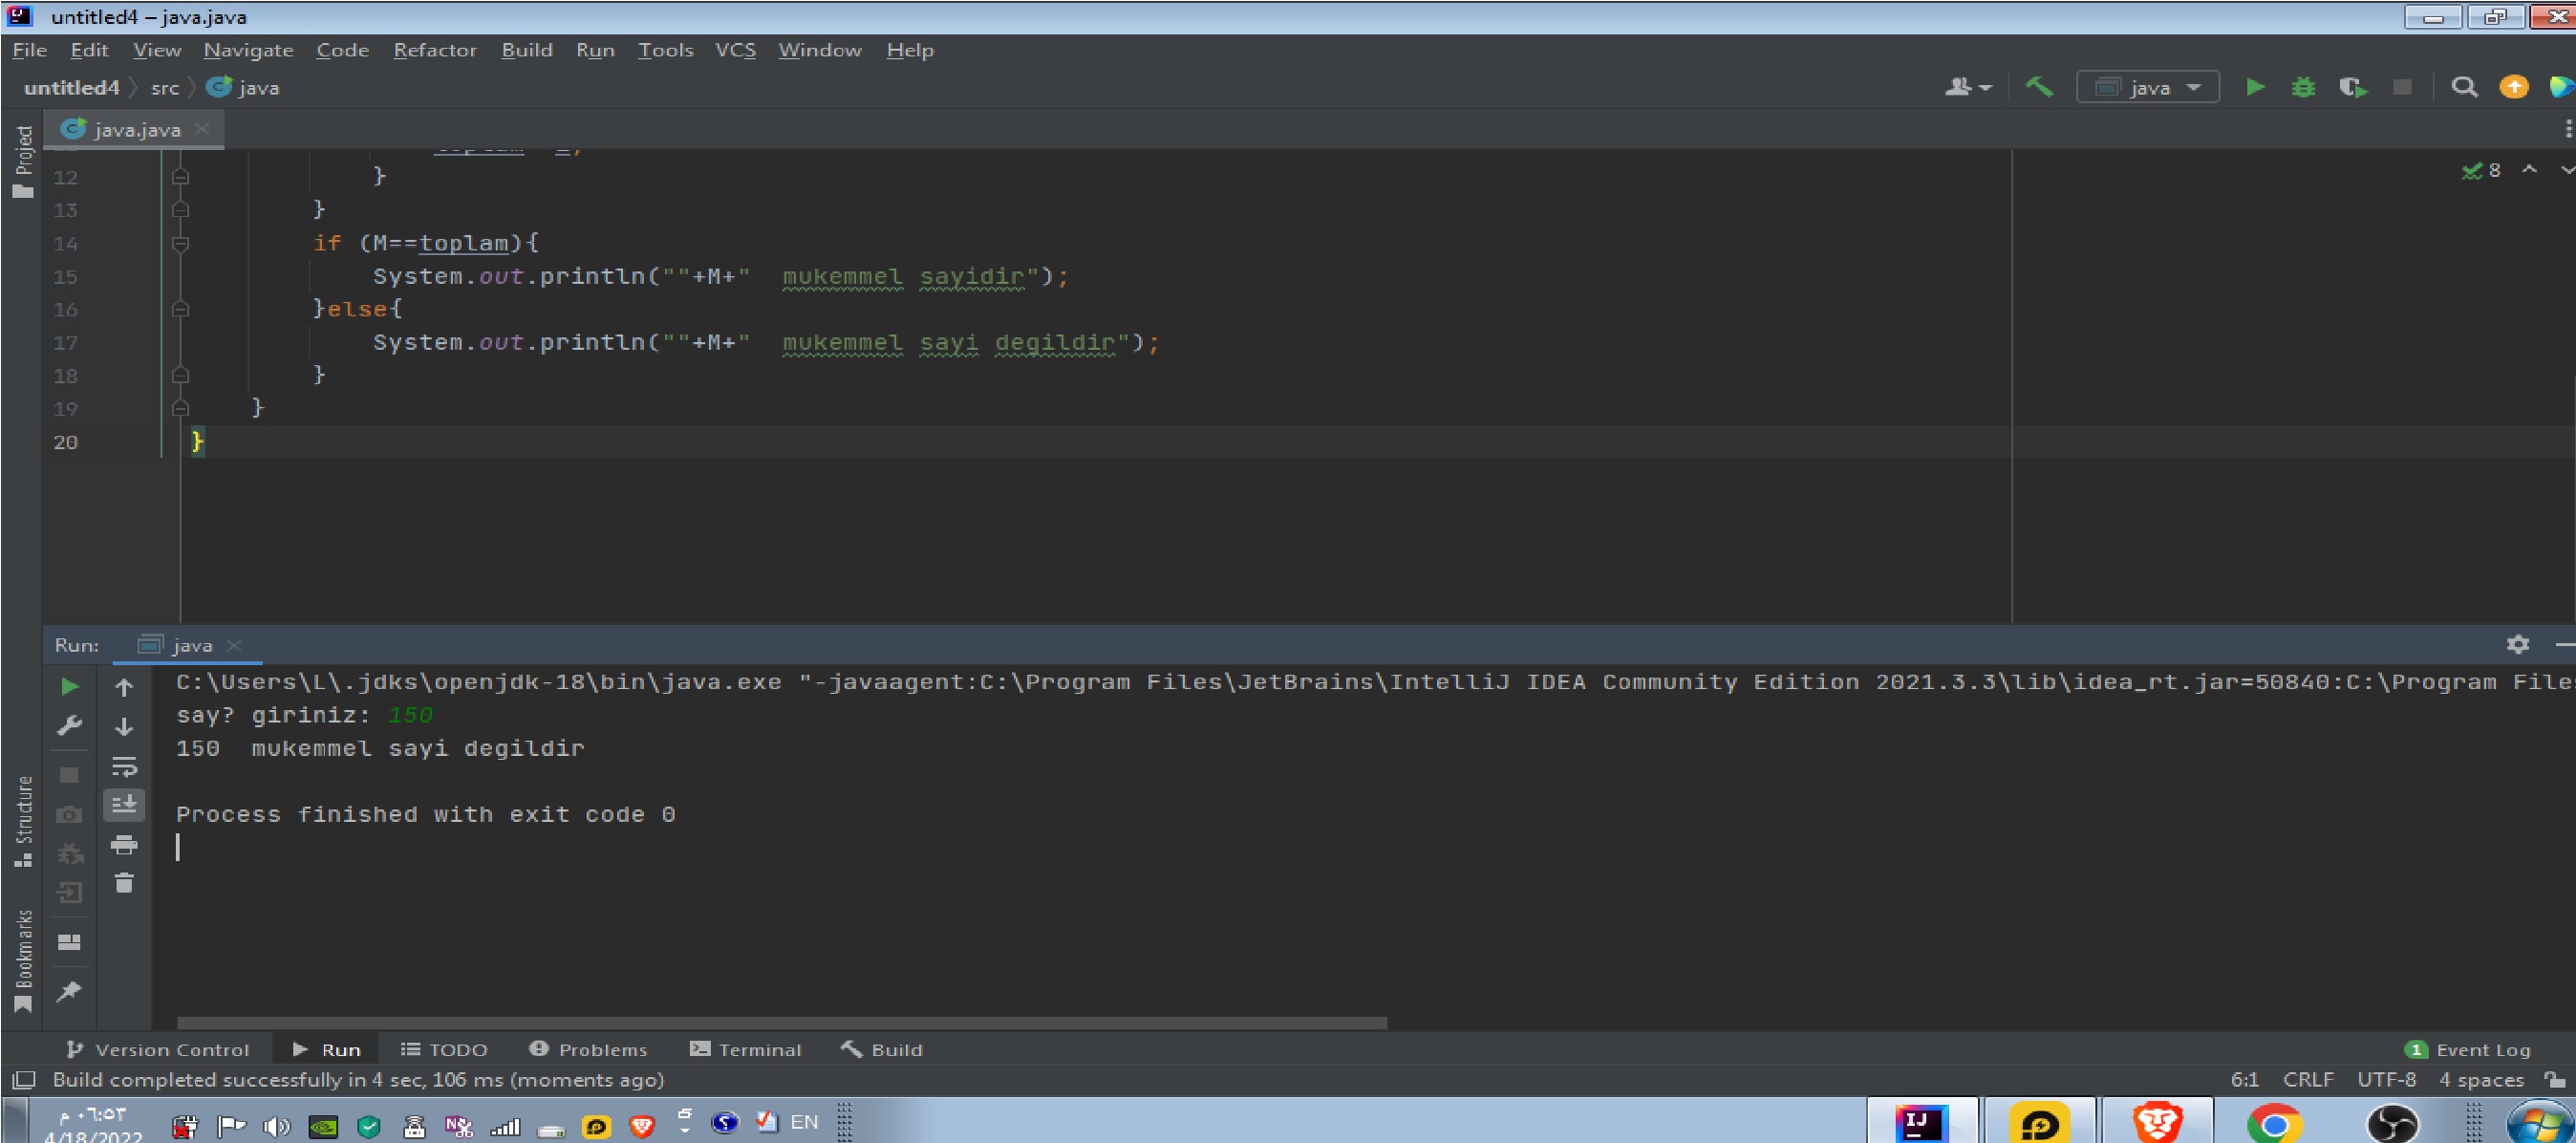 untitled4 – java.java
File Edit View Navigate Code Refactor Build Run Tools VCS Window Help
untitled4 src java
java
java.java
Project
8
12 }
13 }
14 if (M==toplam){
15 System.out.println(""+M+"  mukemmel sayidir");
16 }else{
17 System.out.println(""+M+"  mukemmel sayi degildir");
18 }
19 }
20 }
Run: java
C:\Users\L\.jdks\openjdk-18\bin\java.exe "-javaagent:C:\Program Files\JetBrains\IntelliJ IDEA Community Edition 2021.3.3\lib\idea_rt.jar=50840:C:\Program Files
say? giriniz: 150
150  mukemmel sayi degildir
Process finished with exit code 0
Structure
Bookmarks
Version Control Run TODO Problems Terminal Build
1 Event Log
Build completed successfully in 4 sec, 106 ms (moments ago)
6:1 CRLF UTF-8 4 spaces
٠٦:٥٣ م
4/18/2022
EN